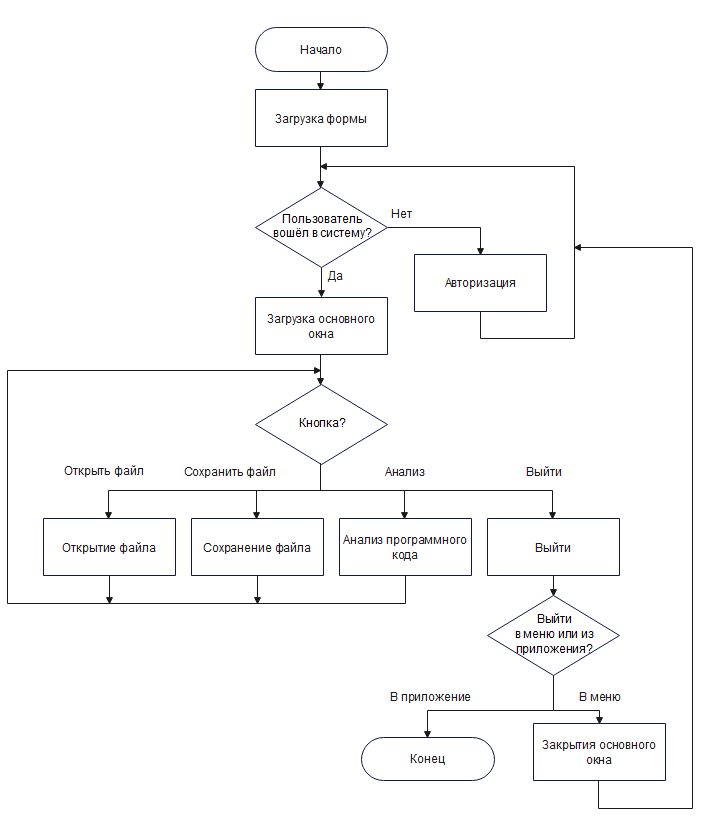 Начало
Загрузка формы
Пользователь
вошёл в систему?
Нет
Авторизация
Да
Загрузка основного
окна
Кнопка?
Открыть файл
Сохранить файл
Анализ
Выйти
Открытие файла
Сохранение файла
Анализ программного
кода
Выйти
Выйти
в меню или из
приложения?
В приложение
В меню
Конец
Закрытия основного
окна